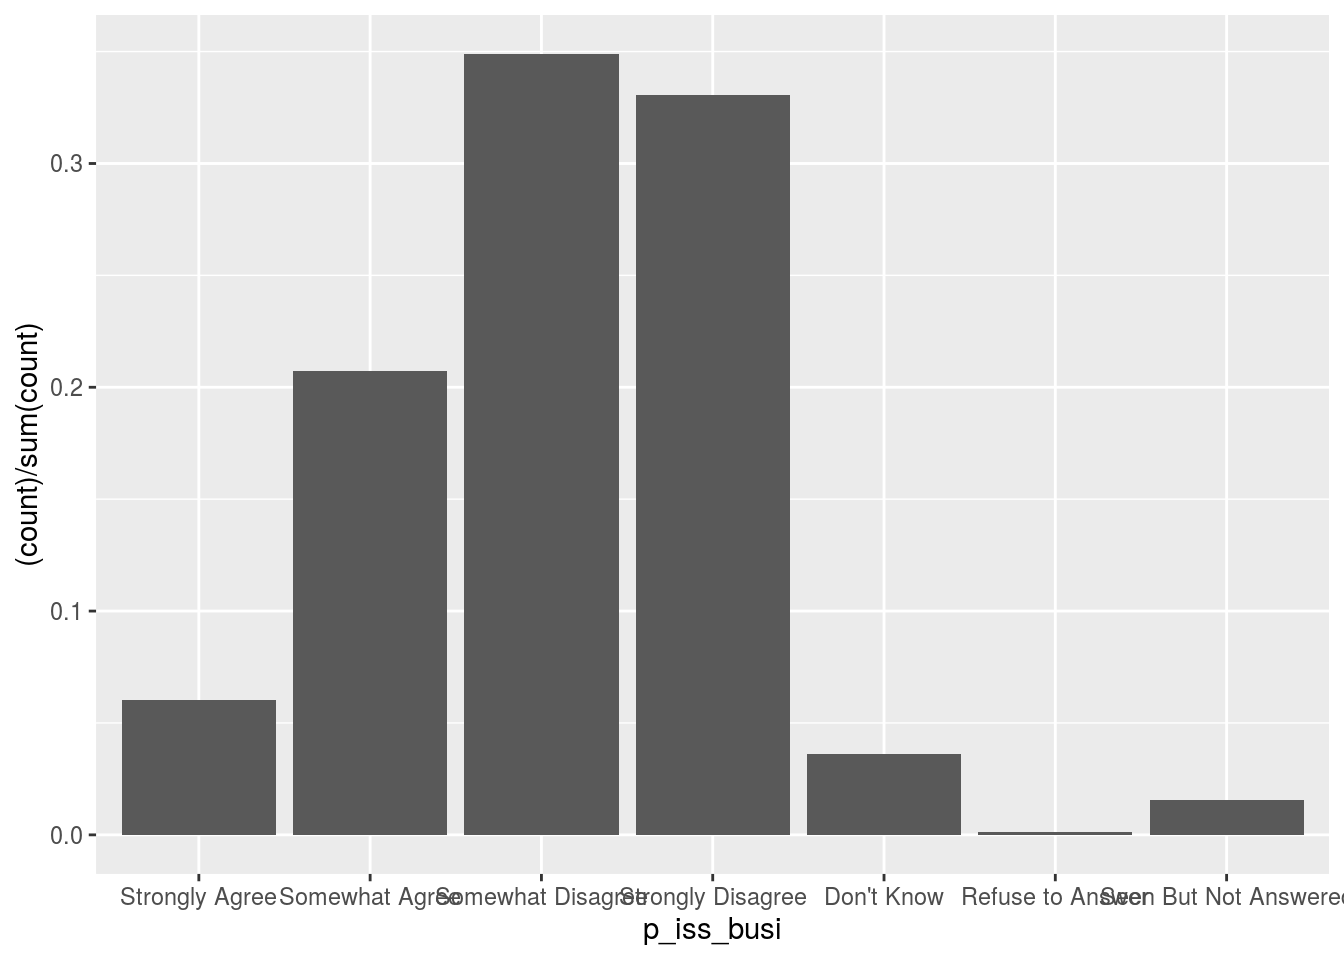 (count)/sum(count)
0.3
0.2
0.1
0.0
Strongly Agree Somewhat Agree Somewhat Disagree Strongly Disagree Don't Know Refuse to Answer Seen But Not Answered
p_iss_busi